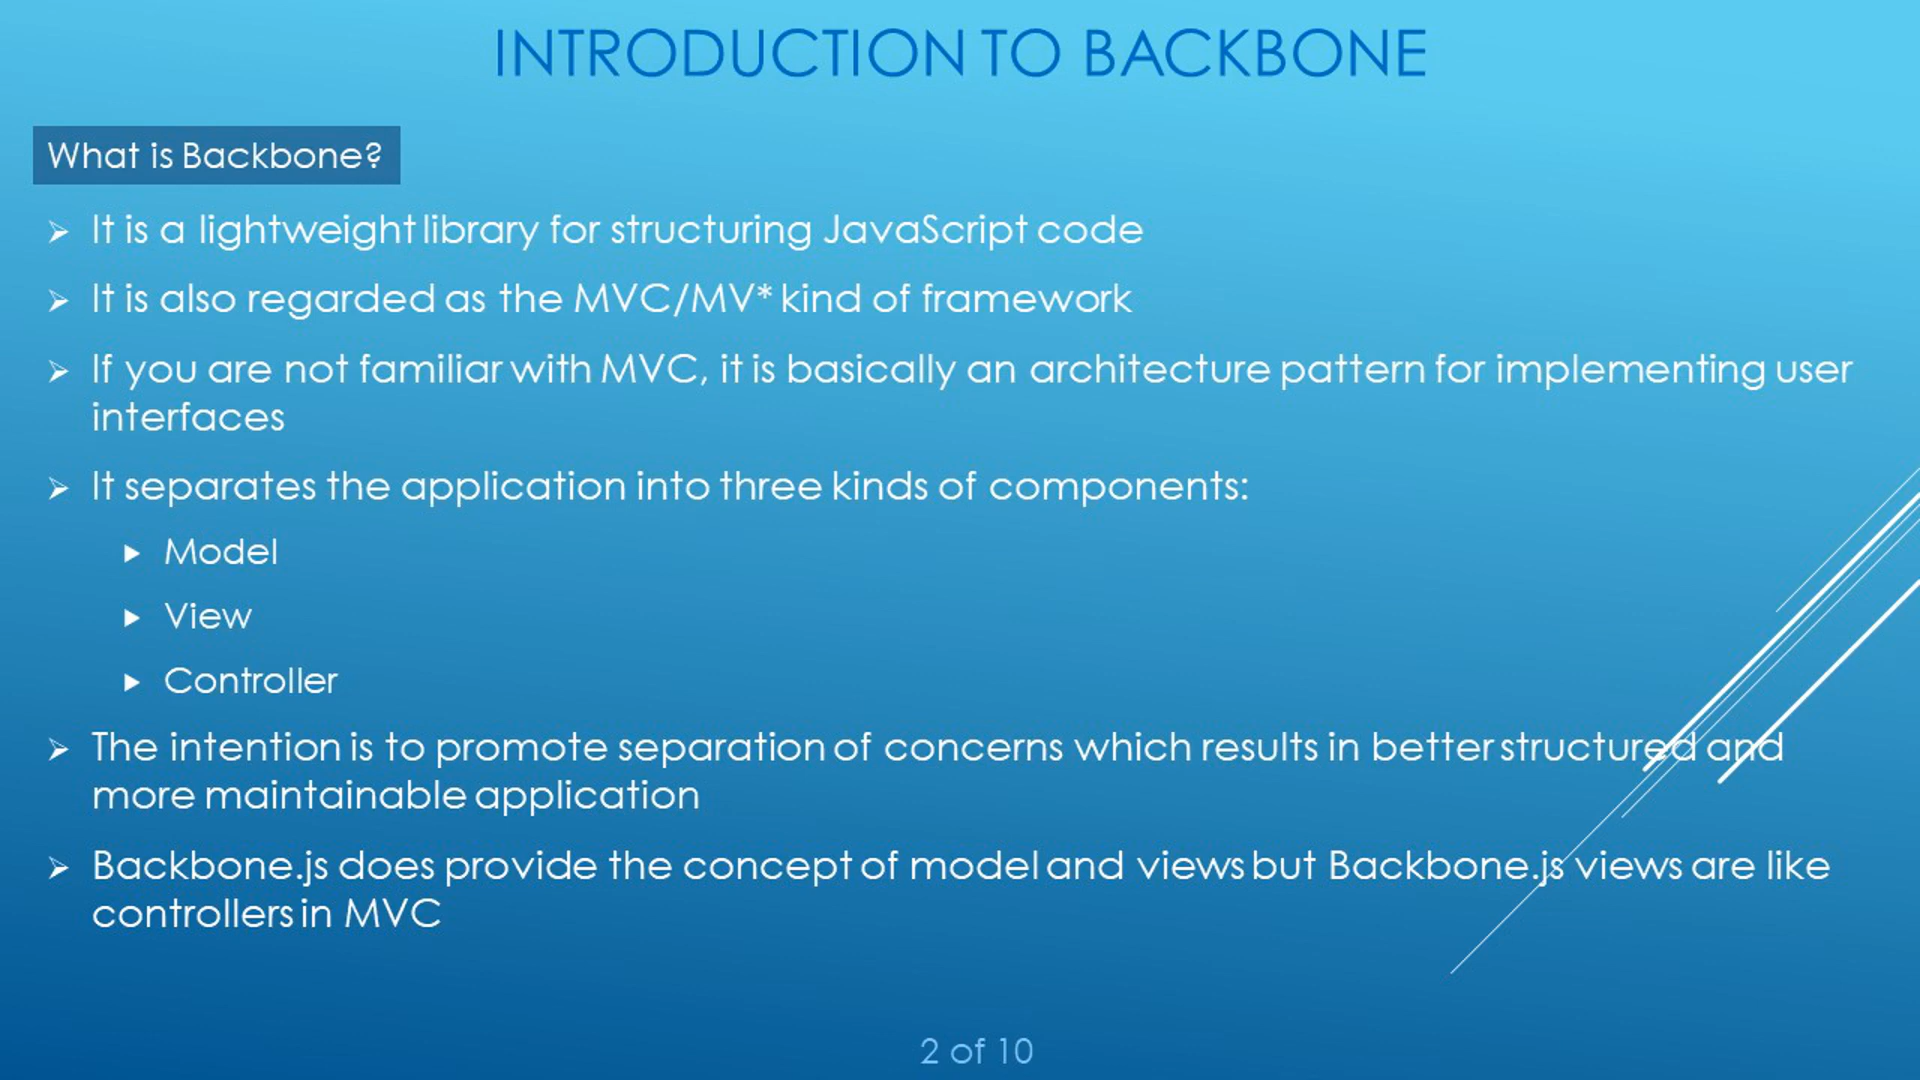 INTRODUCTION TO BACKBONE
What is Backbone?
It is a lightweight library for structuring JavaScript code
It is also regarded as the MVC/MV* kind of framework
If you are not familiar with MVC, it is basically an architecture pattern for implementing user
interfaces
It separates the application into three kinds of components:
Model
View
Controller
The intention is to promote separation of concerns which results in better structured and
more maintainable application
Backbone.js does provide the concept of model and views but Backbone.js views are like
controllers in MVC
2 of 10